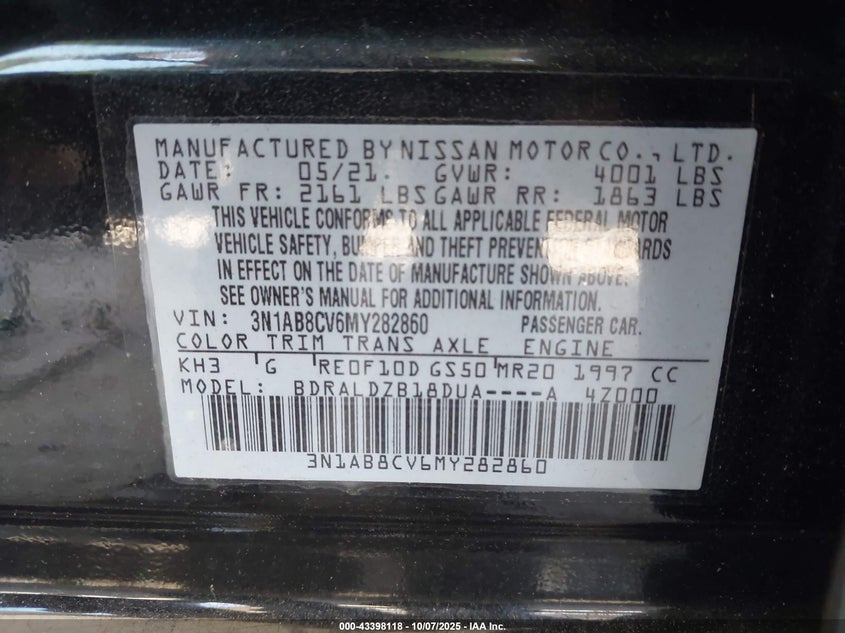 MANUFACTURED BY NISSAN MOTOR CO., LTD.
DATE: 05/21. GVWR: 4001 LBS
GAWR FR: 2161 LBS GAWR RR: 1863 LBS
THIS VEHICLE CONFORMS TO ALL APPLICABLE FEDERAL MOTOR
VEHICLE SAFETY, BUMPER AND THEFT PREVENTION STANDARDS
IN EFFECT ON THE DATE OF MANUFACTURE SHOWN ABOVE.
SEE OWNER'S MANUAL FOR ADDITIONAL INFORMATION.
VIN: 3N1AB8CV6MY282860 PASSENGER CAR.
COLOR TRIM TRANS AXLE ENGINE
KH3 G RE0F10D GS50 MR20 1997 CC
MODEL: BDRALDZB18DUA----A 4Z000
3N1AB8CV6MY282860
000-43398118 - 10/07/2025 - IAA Inc.